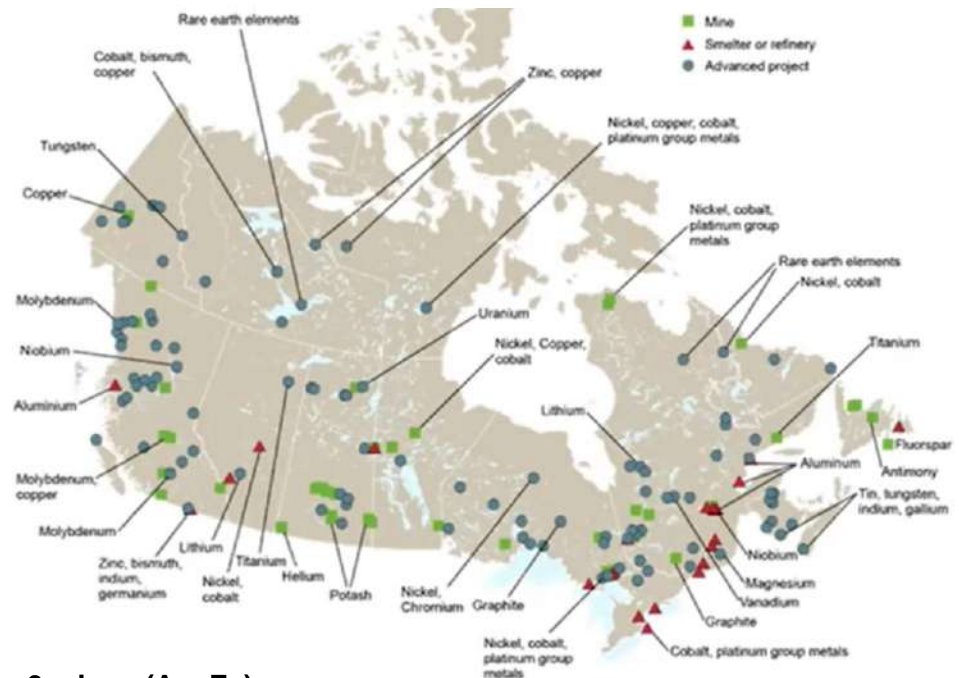 Rare earth elements
Cobalt, bismuth,
copper
Zinc, copper
Mine
Smelter or refinery
Advanced project
Nickel, copper, cobalt,
platinum group metals
Tungsten
Copper
Nickel, cobalt,
platinum group
metals
Rare earth elements
Nickel, cobalt
Molybdenum
Uranium
Niobium
Nickel, Copper,
cobalt
Titanium
Aluminium
Lithium
Fluorspar
Antimony
Aluminum
Molybdenum,
copper
Molybdenum
Tin, tungsten,
indium, gallium
Zinc, bismuth,
indium,
germanium
Lithium
Nickel,
cobalt
Titanium
Helium
Potash
Nickel,
Chromium
Graphite
Niobium
Magnesium
Vanadium
Graphite
Nickel, cobalt,
platinum group
metals
Cobalt, platinum group metals